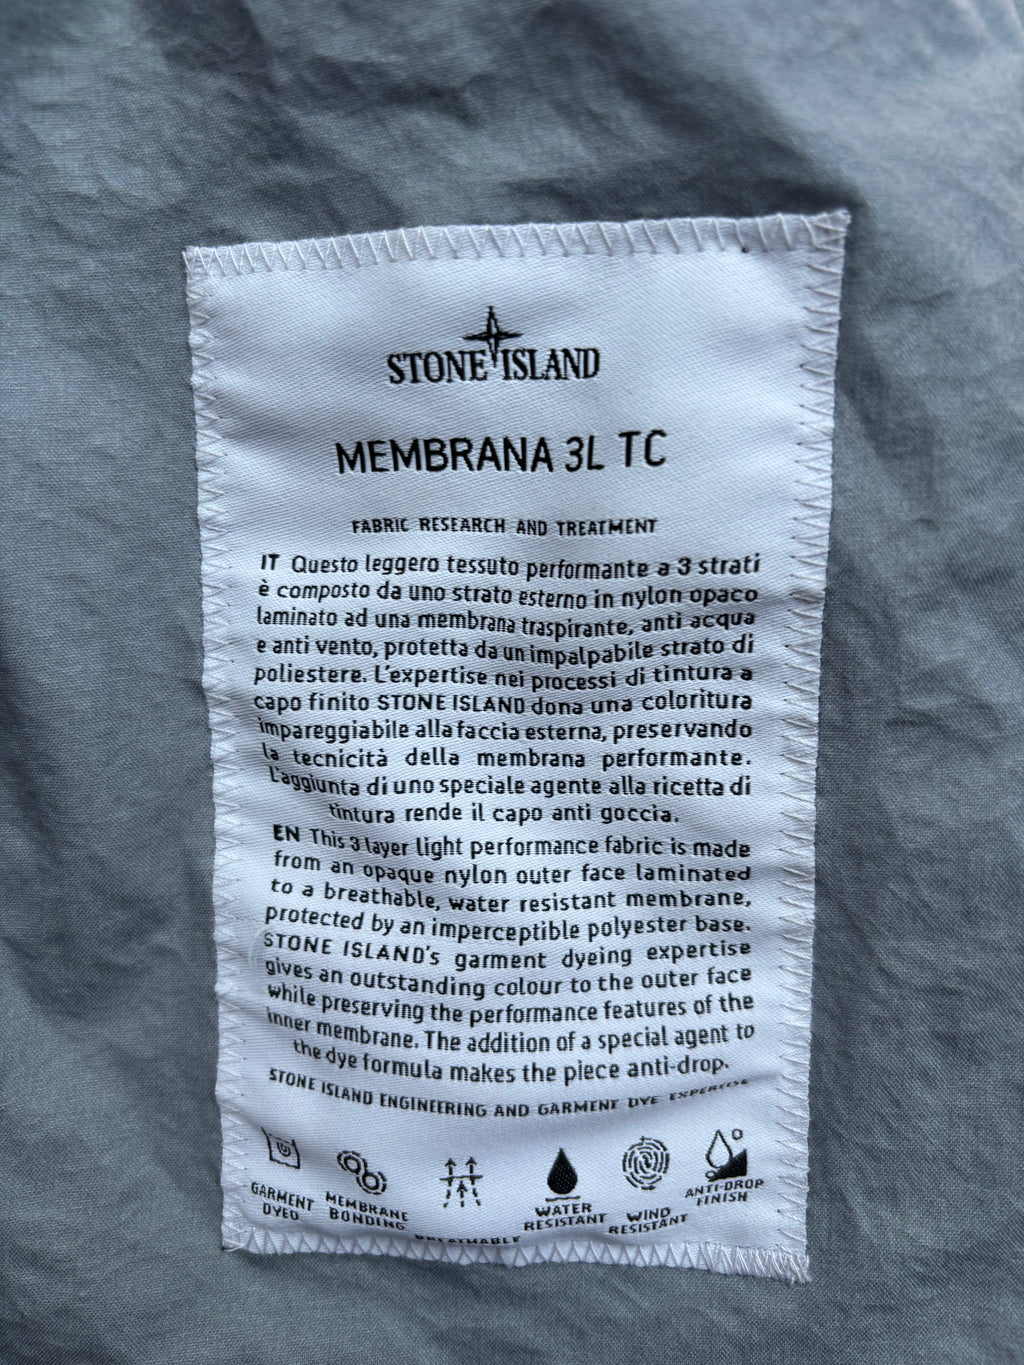 STONE ISLAND
MEMBRANA 3L TC
FABRIC RESEARCH AND TREATMENT
IT Questo leggero tessuto performante a 3 strati
è composto da uno strato esterno in nylon opaco
laminato ad una membrana traspirante, anti acqua
e anti vento, protetta da un impalpabile strato di
poliestere. L'expertise nei processi di tintura a
capo finito STONE ISLAND dona una coloritura
impareggiabile alla faccia esterna, preservando
la tecnicità della membrana performante.
L'aggiunta di uno speciale agente alla ricetta di
tintura rende il capo anti goccia.
EN This 3 layer light performance fabric is made
from an opaque nylon outer face laminated
to a breathable, water resistant membrane,
protected by an imperceptible polyester base.
STONE ISLAND's garment dyeing expertise
gives an outstanding colour to the outer face
while preserving the performance features of the
inner membrane. The addition of a special agent to
the dye formula makes the piece anti-drop.
STONE ISLAND ENGINEERING AND GARMENT DYE EXPERTISE
GARMENT
DYED
MEMBRANE
BONDING
BREATHABLE
WATER
RESISTANT
WIND
RESISTANT
ANTI-DROP
FINISH